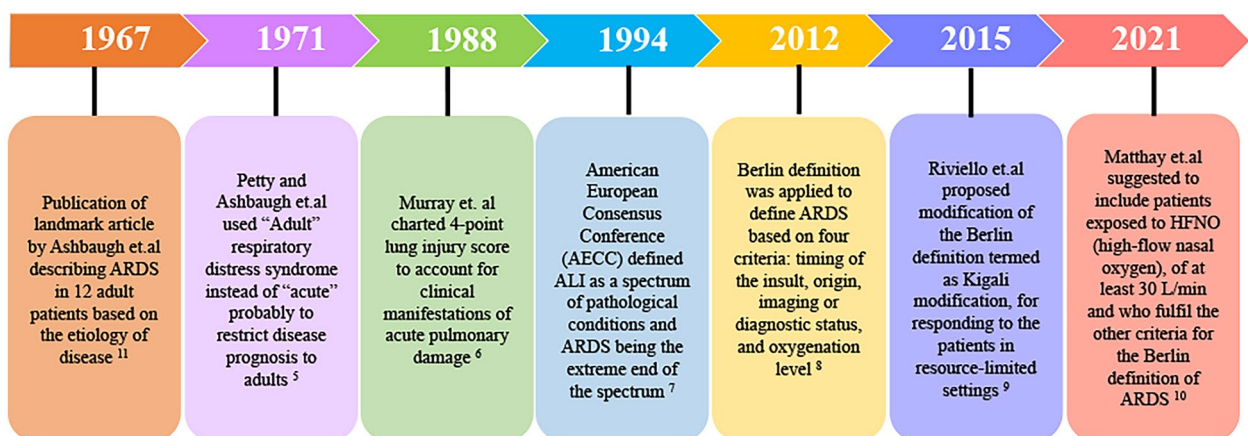 1967
1971
1988
1994
2012
2015
2021
Publication of
landmark article
by Ashbaugh et.al
describing ARDS
in 12 adult
patients based on
the etiology of
disease 11
Petty and
Ashbaugh et.al
used “Adult”
respiratory
distress syndrome
instead of “acute”
probably to
restrict disease
prognosis to
adults 5
Murray et. al
charted 4-point
lung injury score
to account for
clinical
manifestations of
acute pulmonary
damage 6
American
European
Consensus
Conference
(AECC) defined
ALI as a spectrum
of pathological
conditions and
ARDS being the
extreme end of
the spectrum 7
Berlin definition
was applied to
define ARDS
based on four
criteria: timing of
the insult, origin,
imaging or
diagnostic status,
and oxygenation
level 8
Riviello et.al
proposed
modification of
the Berlin
definition termed
as Kigali
modification, for
responding to the
patients in
resource-limited
settings 9
Matthay et.al
suggested to
include patients
exposed to HFNO
(high-flow nasal
oxygen), of at
least 30 L/min
and who fulfil the
other criteria for
the Berlin
definition of
ARDS 10